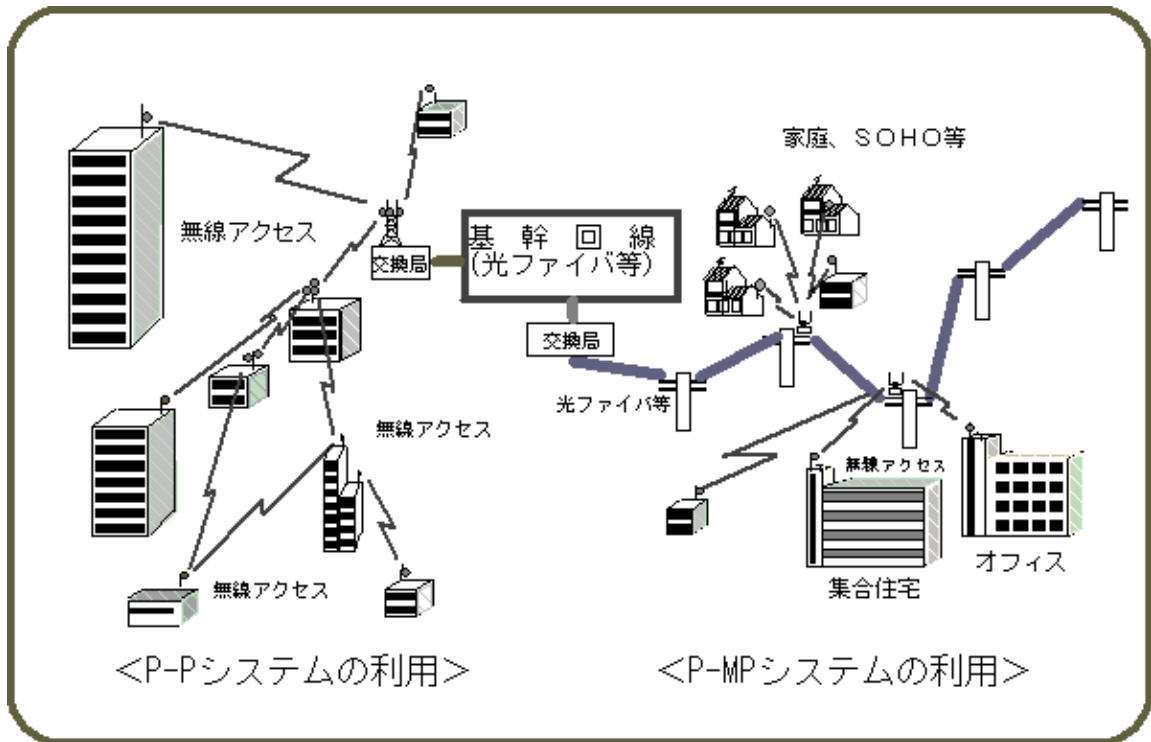 家庭、ＳＯＨＯ等
無線アクセス
基幹回線
(光ファイバ等)
交換局
交換局
光ファイバ等
無線アクセス
無線アクセス
オフィス
無線アクセス
集合住宅
<P-Pシステムの利用>
<P-MPシステムの利用>